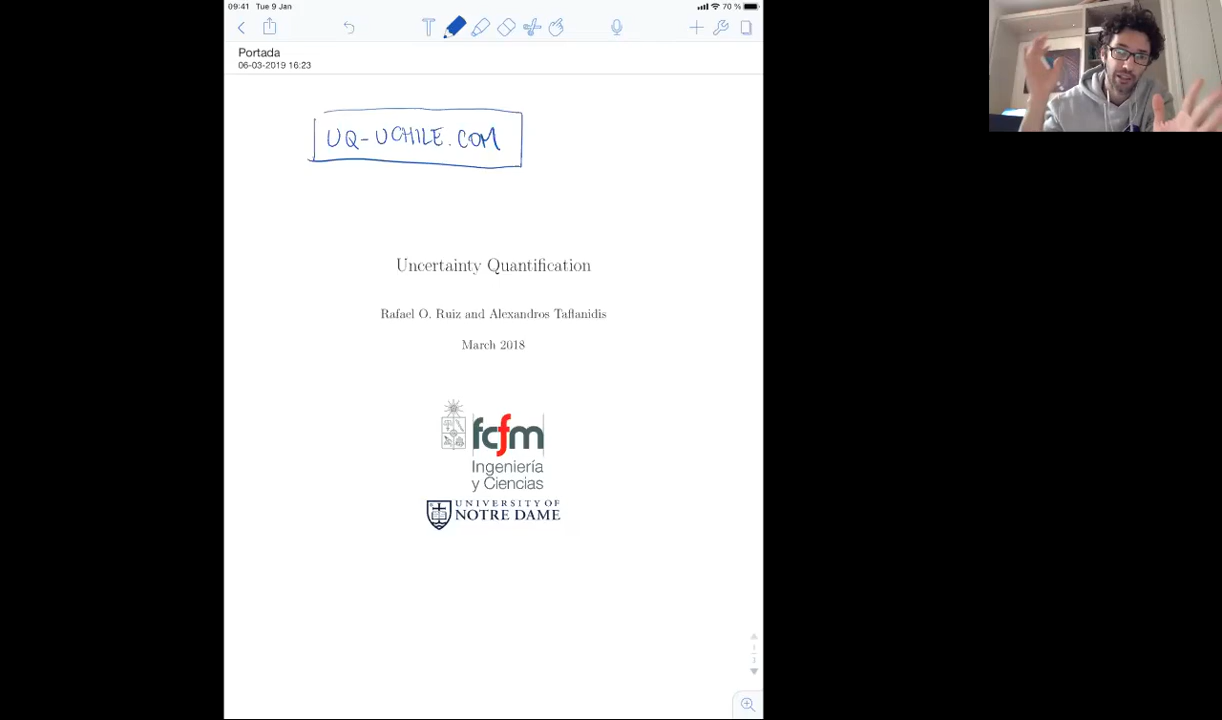 09:41 Tue 9 Jan
70 %
Portada
06-03-2019 16:23
UQ-UCHILE.COM
Uncertainty Quantification
Rafael O. Ruiz and Alexandros Taflanidis
March 2018
fcfm
Ingeniería
y Ciencias
UNIVERSITY OF
NOTRE DAME